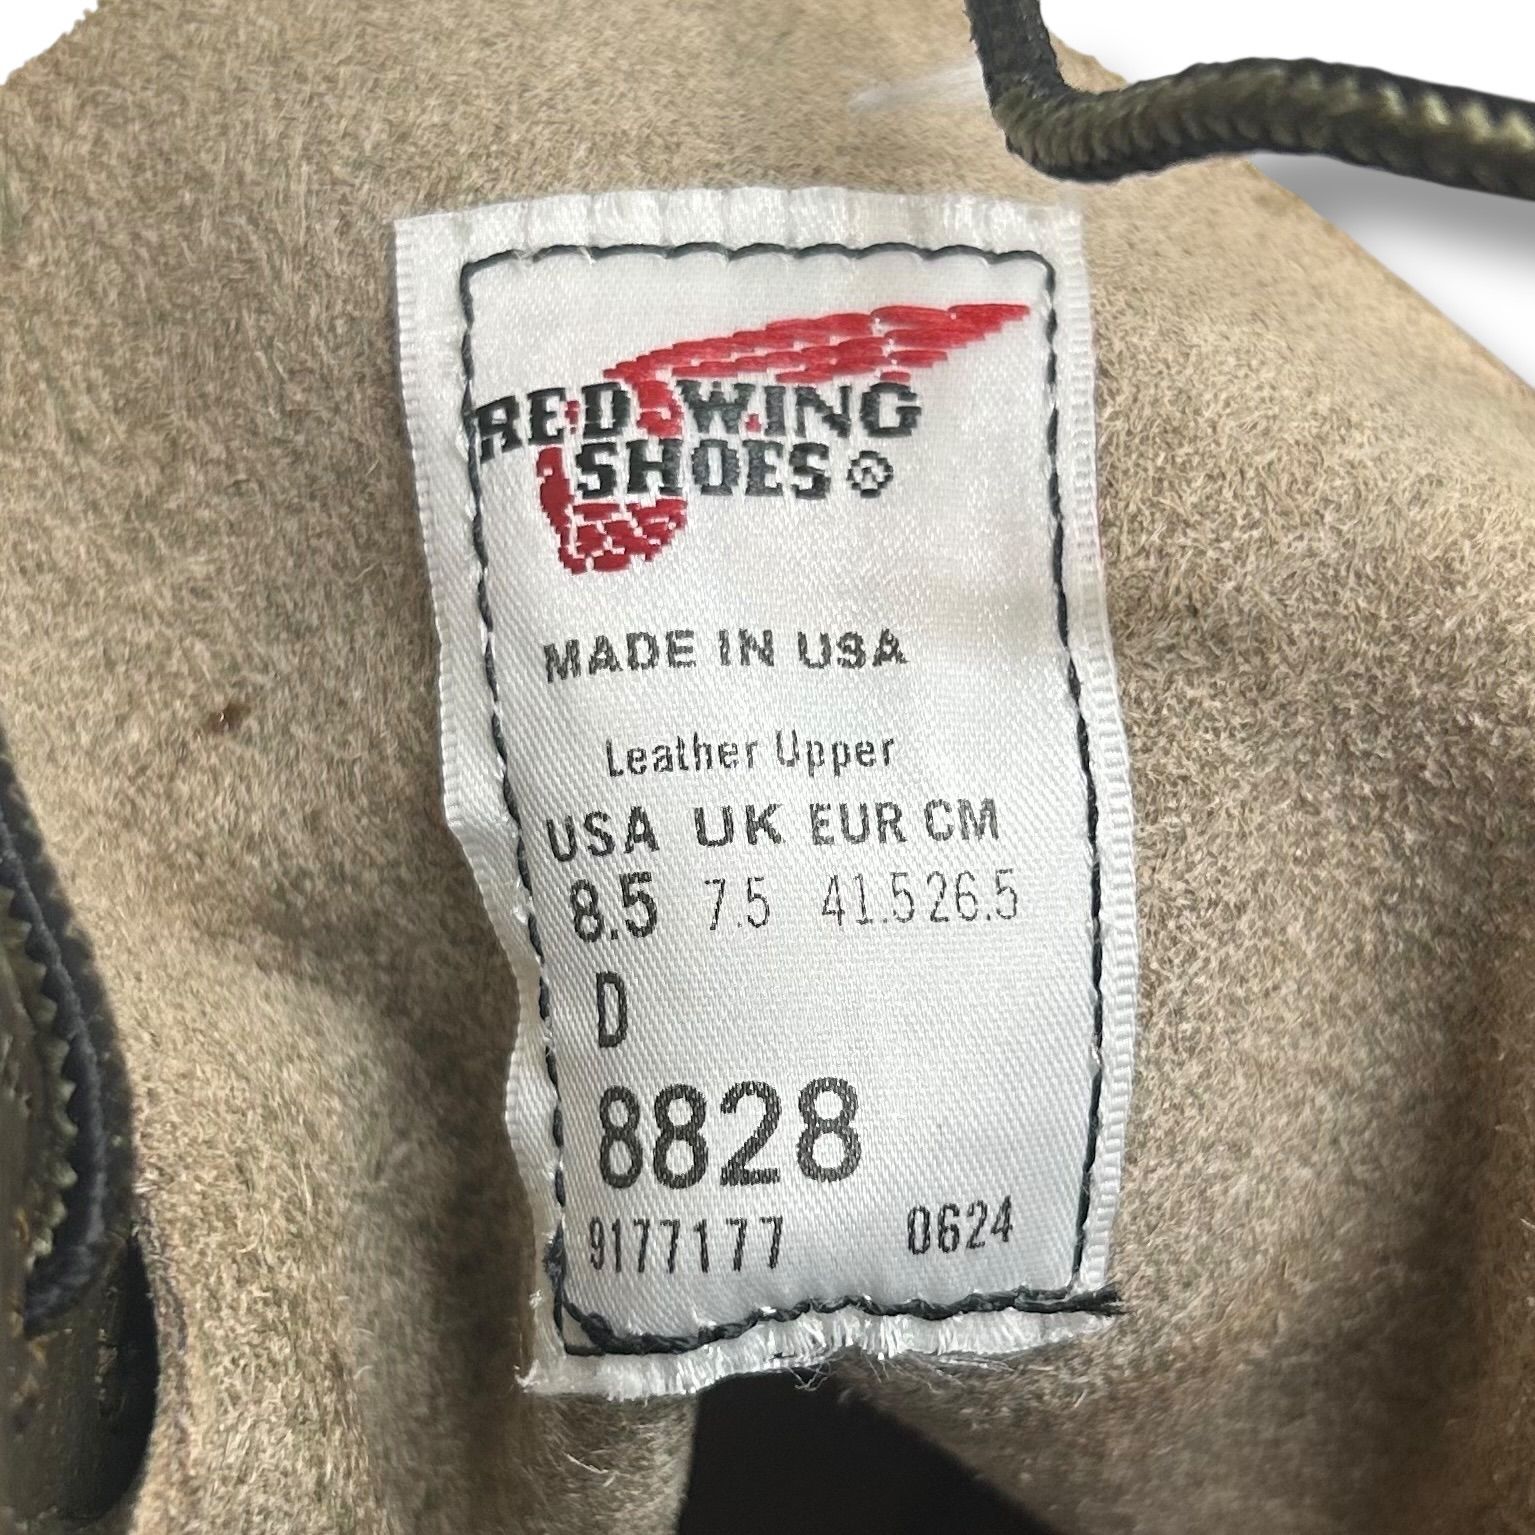 RED WING
SHOES ®
MADE IN USA
Leather Upper
USA UK EUR CM
8.5 7.5 41.5 26.5
D
8828
9177177 0624